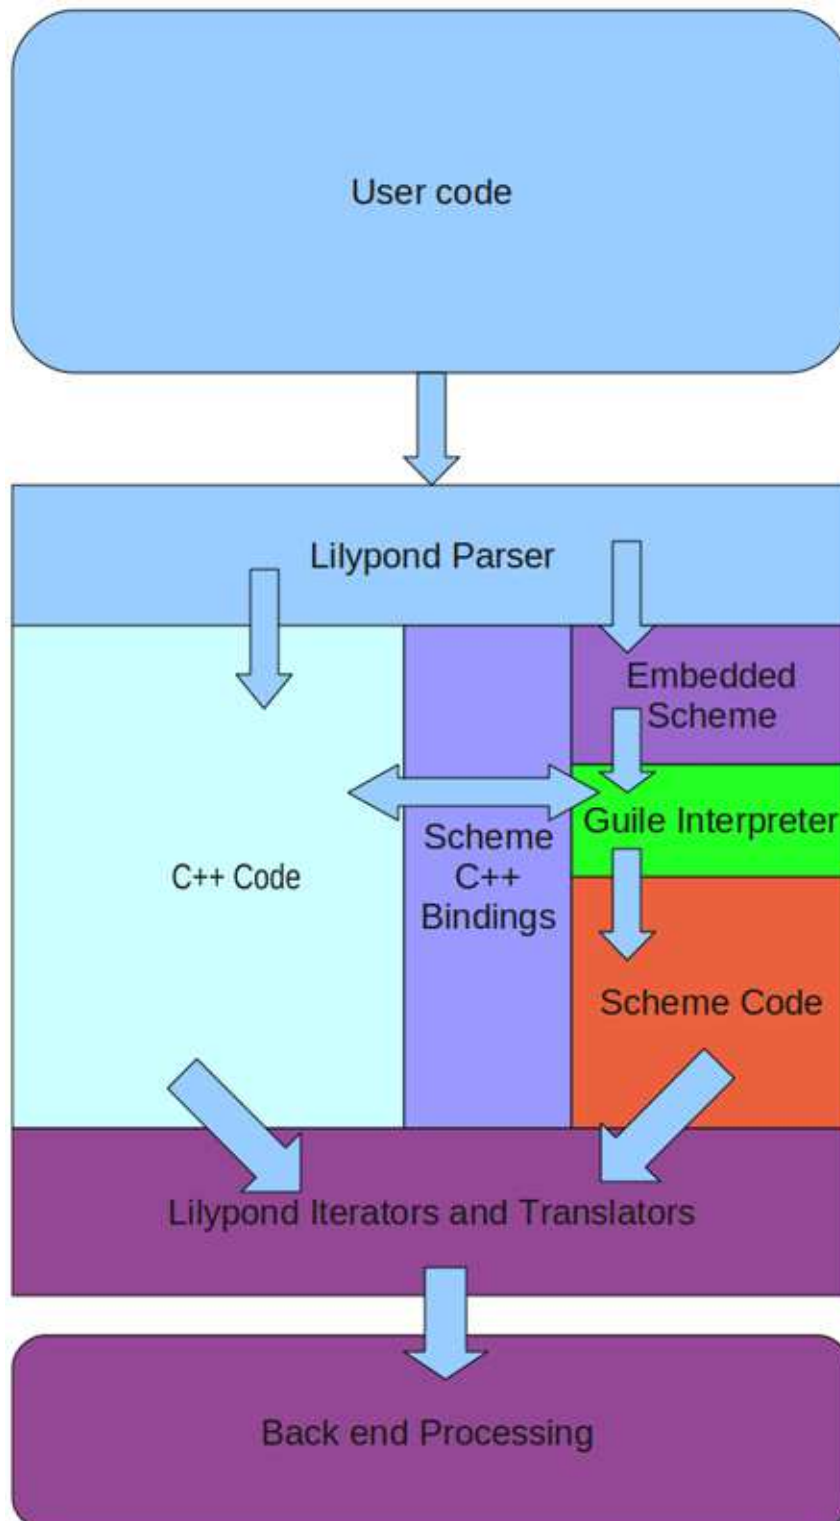 User code
Lilypond Parser
Embedded
Scheme
Guile Interpreter
Scheme
C++
Bindings
C++ Code
Scheme Code
Lilypond Iterators and Translators
Back end Processing